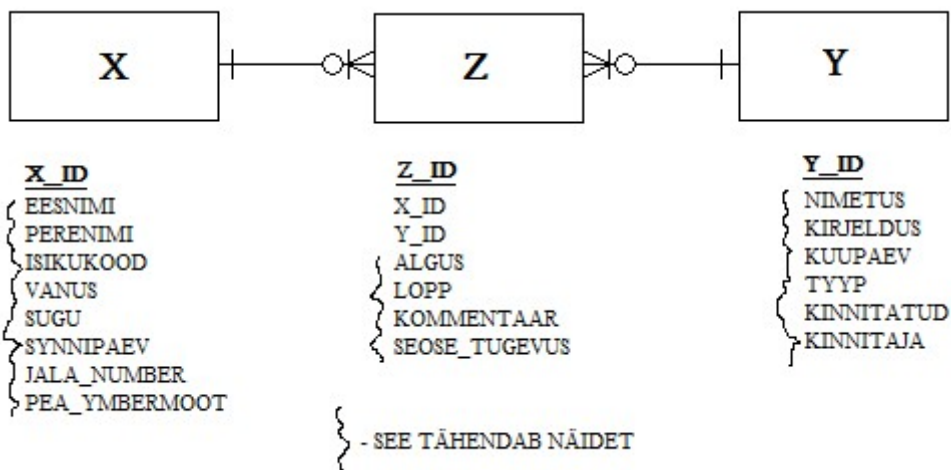 X
Z
Y
X_ID
EESNIMI
PERENIMI
ISIKUKOOD
VANUS
SUGU
SYNNIPAEV
JALA_NUMBER
PEA_YMBERMOOT
Z_ID
X_ID
Y_ID
ALGUS
LOPP
KOMMENTAAR
SEOSE_TUGEVUS
Y_ID
NIMETUS
KIRJELDUS
KUUPAEV
TYYP
KINNITATUD
KINNITAJA
- SEE TÄHENDAB NÄIDET